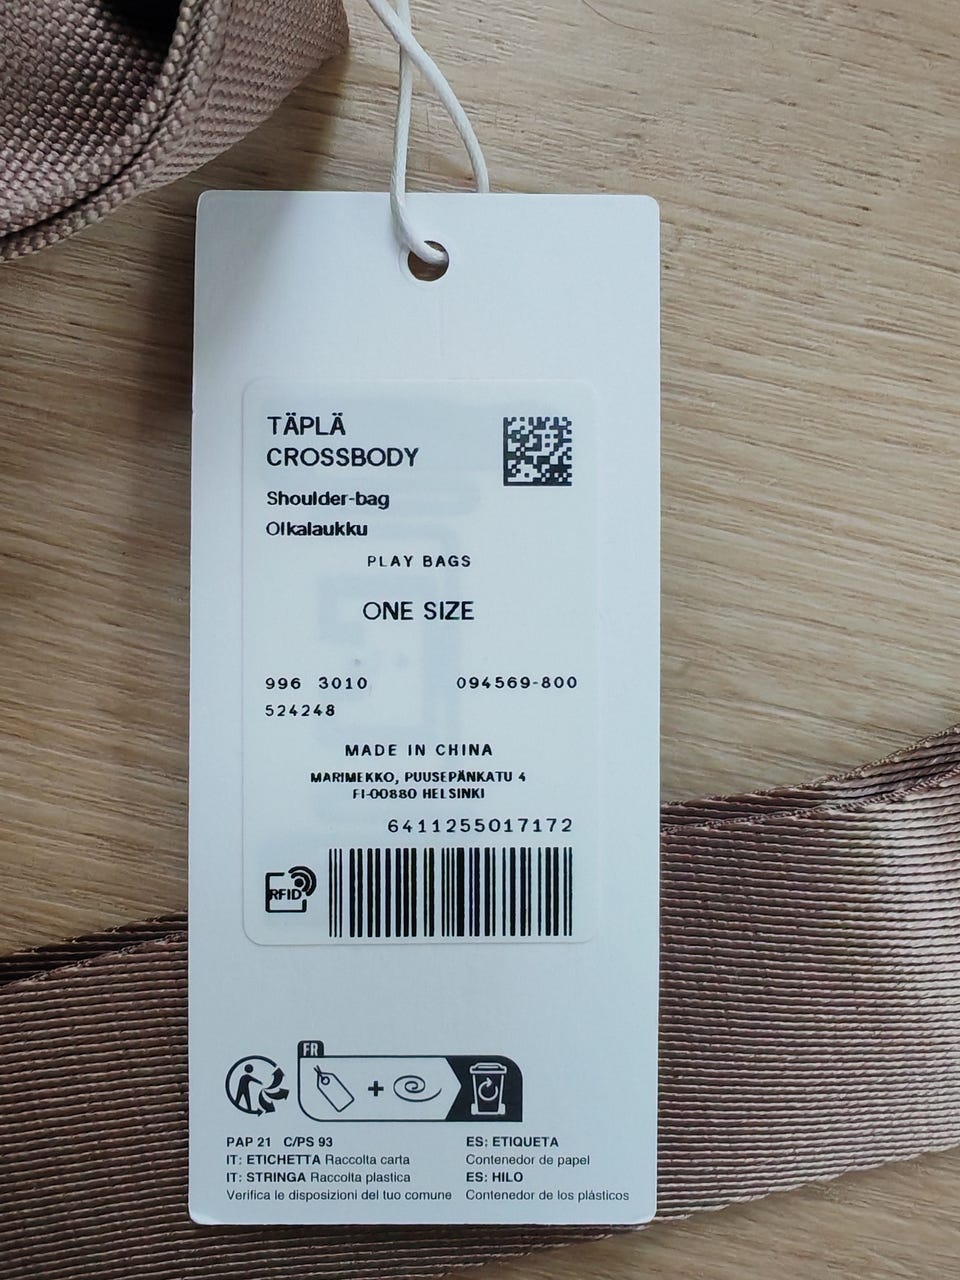 TÄPLÄ
CROSSBODY
Shoulder-bag
Olkalaukku
PLAY BAGS
ONE SIZE
996 3010 094569-800
524248
MADE IN CHINA
MARIMEKKO, PUUSEPÄNKATU 4
FI-00880 HELSINKI
6411255017172
RFID
FR
PAP 21 C/PS 93
IT: ETICHETTA Raccolta carta
IT: STRINGA Raccolta plastica
Verifica le disposizioni del tuo comune
ES: ETIQUETA
Contenedor de papel
ES: HILO
Contenedor de los plásticos